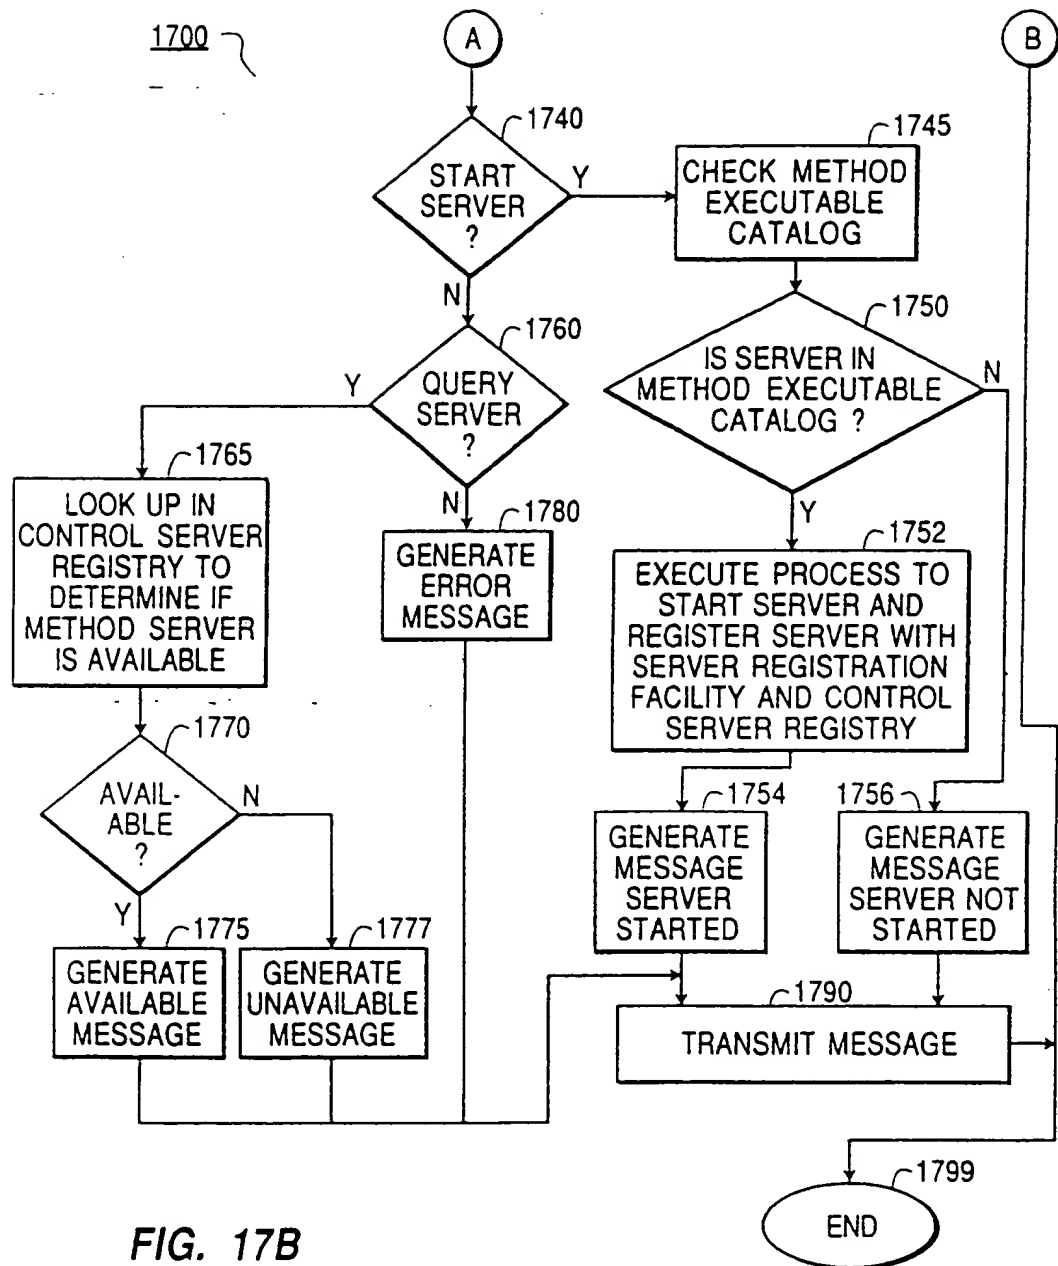 1700
A
B
1740
START
SERVER
?
Y
N
1745
CHECK METHOD
EXECUTABLE
CATALOG
1750
IS SERVER IN
METHOD EXECUTABLE
CATALOG ?
N
Y
1760
QUERY
SERVER
?
Y
N
1765
LOOK UP IN
CONTROL SERVER
REGISTRY TO
DETERMINE IF
METHOD SERVER
IS AVAILABLE
1780
GENERATE
ERROR
MESSAGE
1752
EXECUTE PROCESS TO
START SERVER AND
REGISTER SERVER WITH
SERVER REGISTRATION
FACILITY AND CONTROL
SERVER REGISTRY
1770
AVAIL-
ABLE
?
N
Y
1754
GENERATE
MESSAGE
SERVER
STARTED
1756
GENERATE
MESSAGE
SERVER NOT
STARTED
1775
GENERATE
AVAILABLE
MESSAGE
1777
GENERATE
UNAVAILABLE
MESSAGE
1790
TRANSMIT MESSAGE
1799
END
FIG. 17B